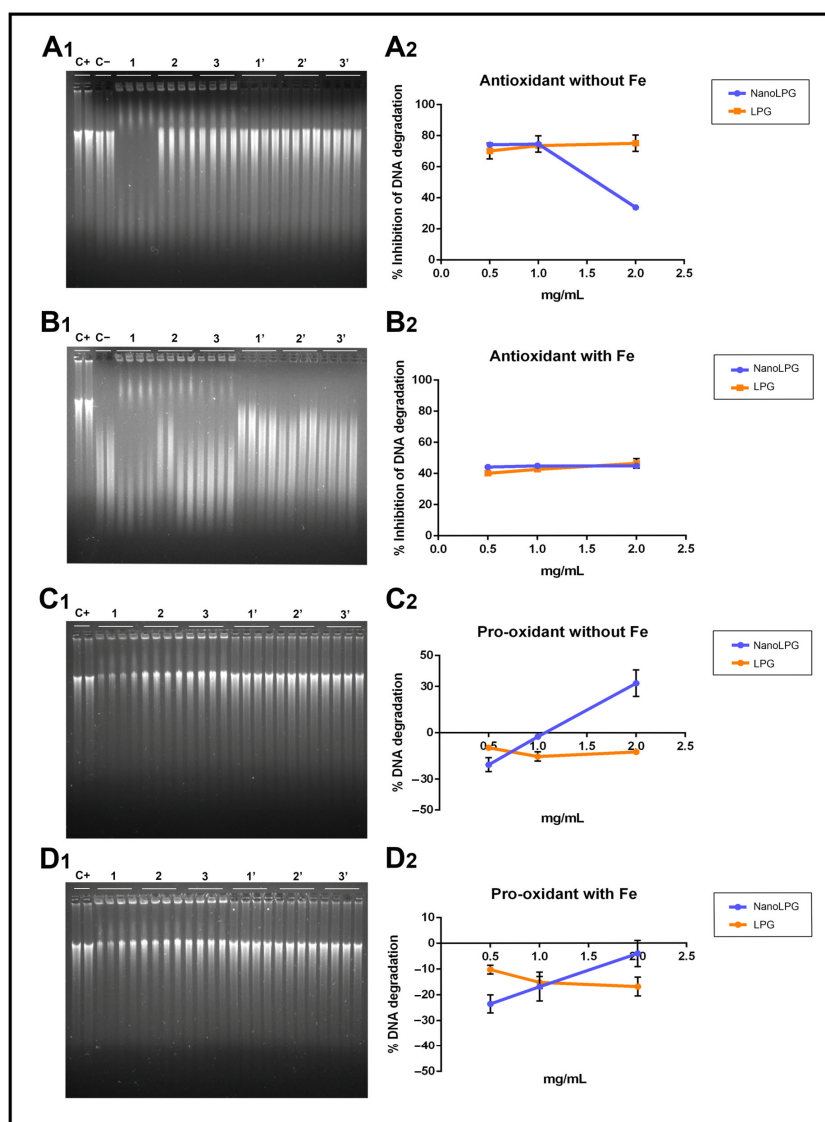 A1
C+ C− 1 2 3 1’ 2’ 3’
A2
Antioxidant without Fe
% Inhibition of DNA degradation
100
80
60
40
20
0
0.0 0.5 1.0 1.5 2.0 2.5
mg/mL
NanoLPG
LPG
B1
C+ C− 1 2 3 1’ 2’ 3’
B2
Antioxidant with Fe
% Inhibition of DNA degradation
100
80
60
40
20
0
0.0 0.5 1.0 1.5 2.0 2.5
mg/mL
NanoLPG
LPG
C1
C+ 1 2 3 1’ 2’ 3’
C2
Pro-oxidant without Fe
% DNA degradation
50
30
0
−30
−50
0.5 1.0 1.5 2.0 2.5
mg/mL
NanoLPG
LPG
D1
C+ 1 2 3 1’ 2’ 3’
D2
Pro-oxidant with Fe
% DNA degradation
10
0
−10
−20
−30
−40
−50
0.5 1.0 1.5 2.0 2.5
mg/mL
NanoLPG
LPG